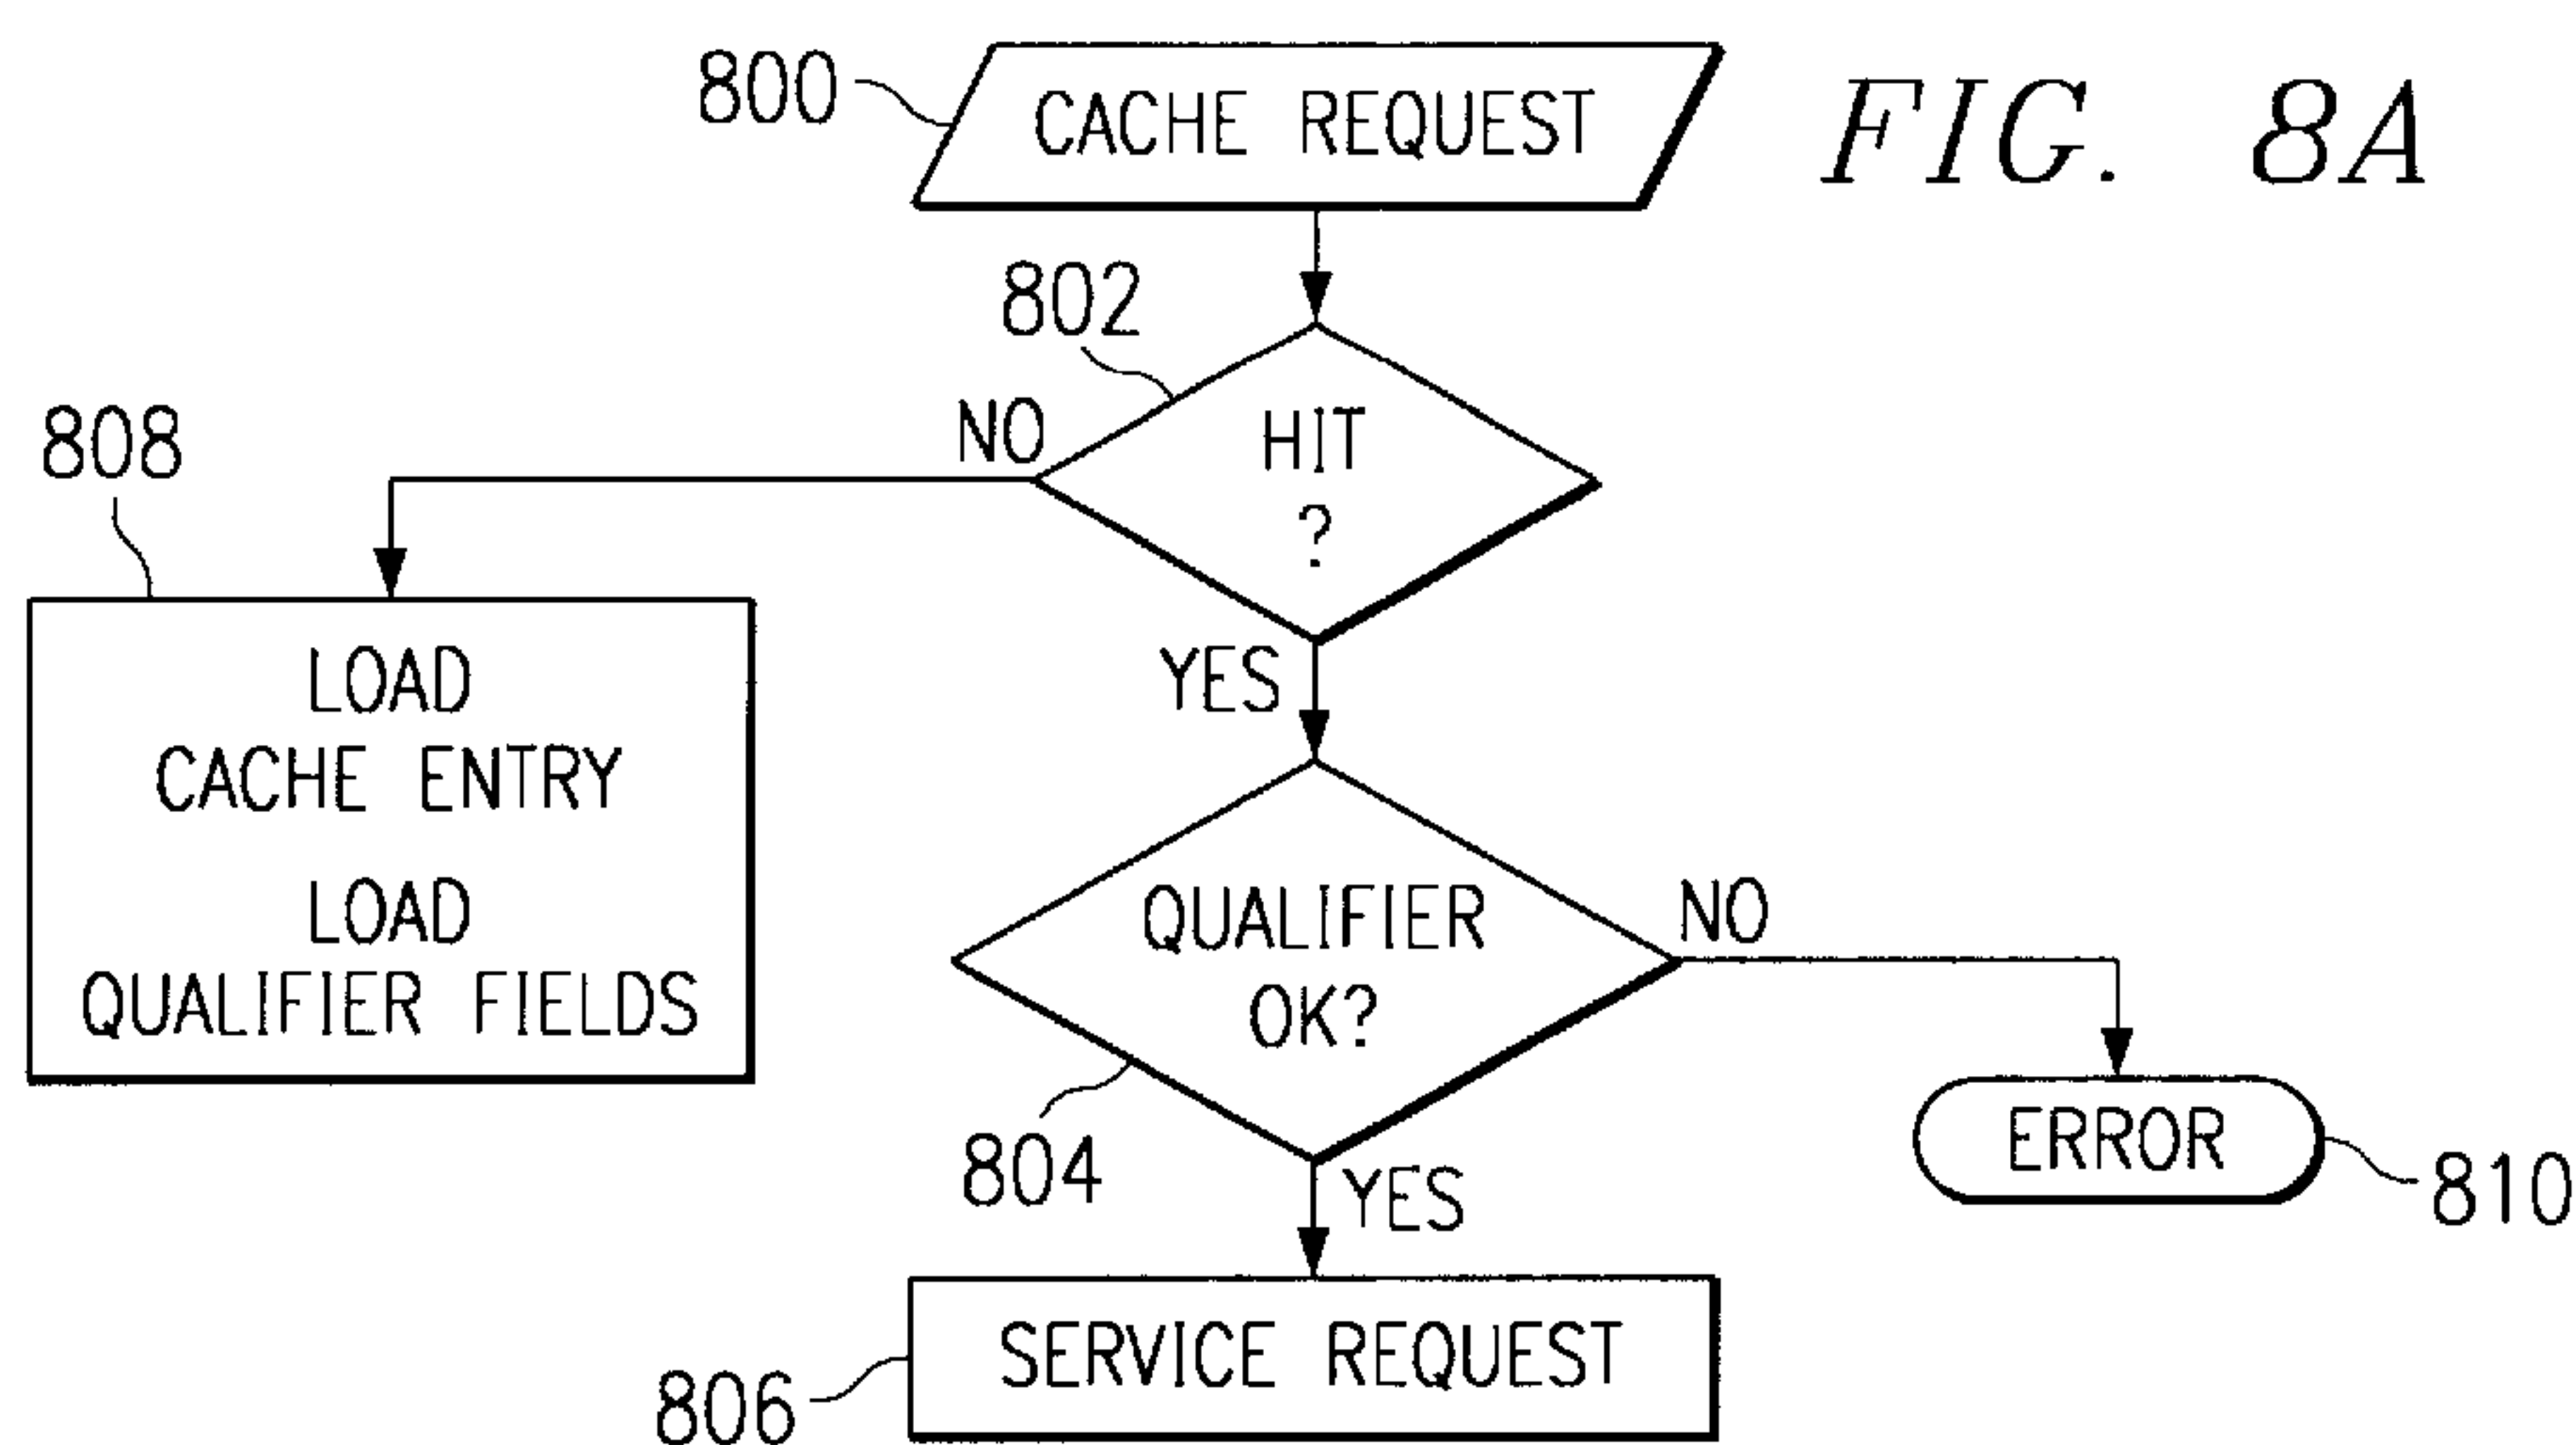 800
CACHE REQUEST
FIG. 8A
802
NO
HIT
?
808
YES
LOAD
CACHE ENTRY
LOAD
QUALIFIER FIELDS
QUALIFIER
OK?
NO
804
YES
ERROR
810
SERVICE REQUEST
806